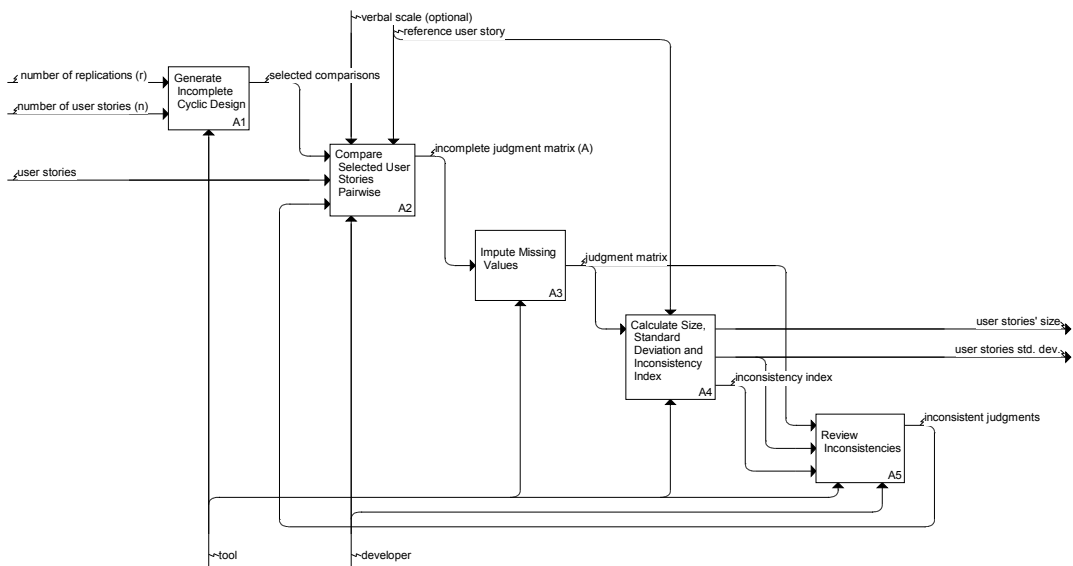 verbal scale (optional)
reference user story
number of replications (r)
Generate
Incomplete
Cyclic Design
A1
selected comparisons
number of user stories (n)
user stories
Compare
Selected User
Stories
Pairwise
A2
incomplete judgment matrix (A)
Impute Missing
Values
A3
judgment matrix
Calculate Size,
Standard
Deviation and
Inconsistency
Index
A4
user stories' size
user stories std. dev.
inconsistency index
Review
Inconsistencies
A5
inconsistent judgments
tool
developer